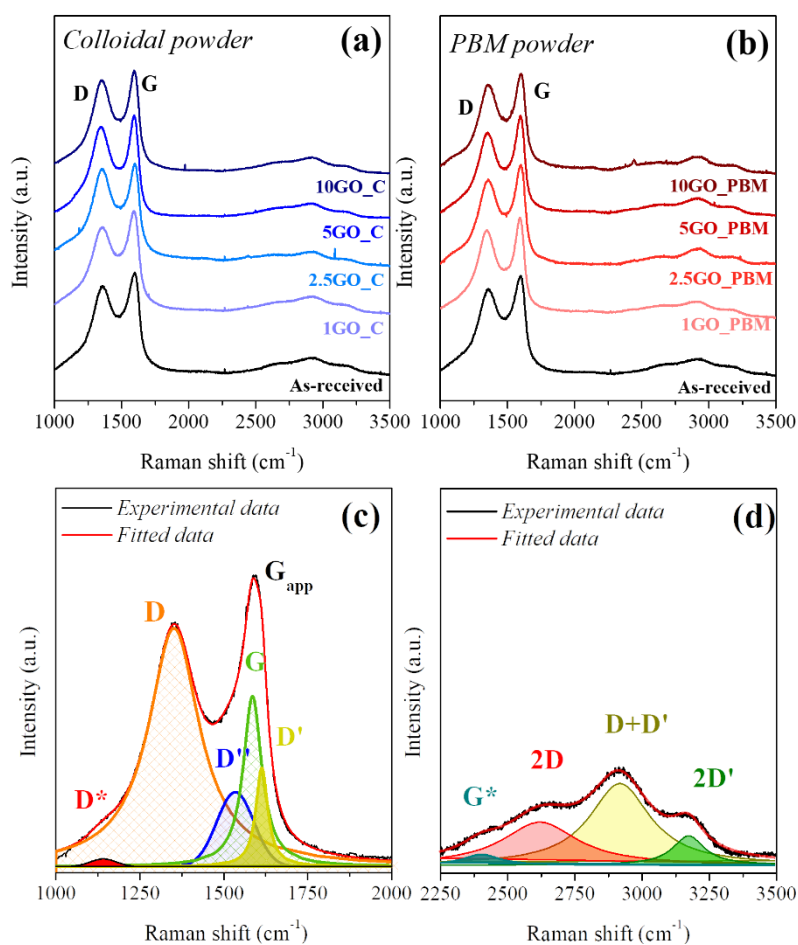 Colloidal powder
(a)
D
G
10GO_C
5GO_C
2.5GO_C
1GO_C
As-received
Intensity (a.u.)
1000 1500 2000 2500 3000 3500
Raman shift (cm⁻¹)
PBM powder
(b)
D
G
10GO_PBM
5GO_PBM
2.5GO_PBM
1GO_PBM
As-received
Intensity (a.u.)
1000 1500 2000 2500 3000 3500
Raman shift (cm⁻¹)
Experimental data
Fitted data
(c)
G_app
D
G
D'
D''
D*
Intensity (a.u.)
1000 1250 1500 1750 2000
Raman shift (cm⁻¹)
Experimental data
Fitted data
(d)
D+D'
2D
2D'
G*
Intensity (a.u.)
2250 2500 2750 3000 3250 3500
Raman shift (cm⁻¹)